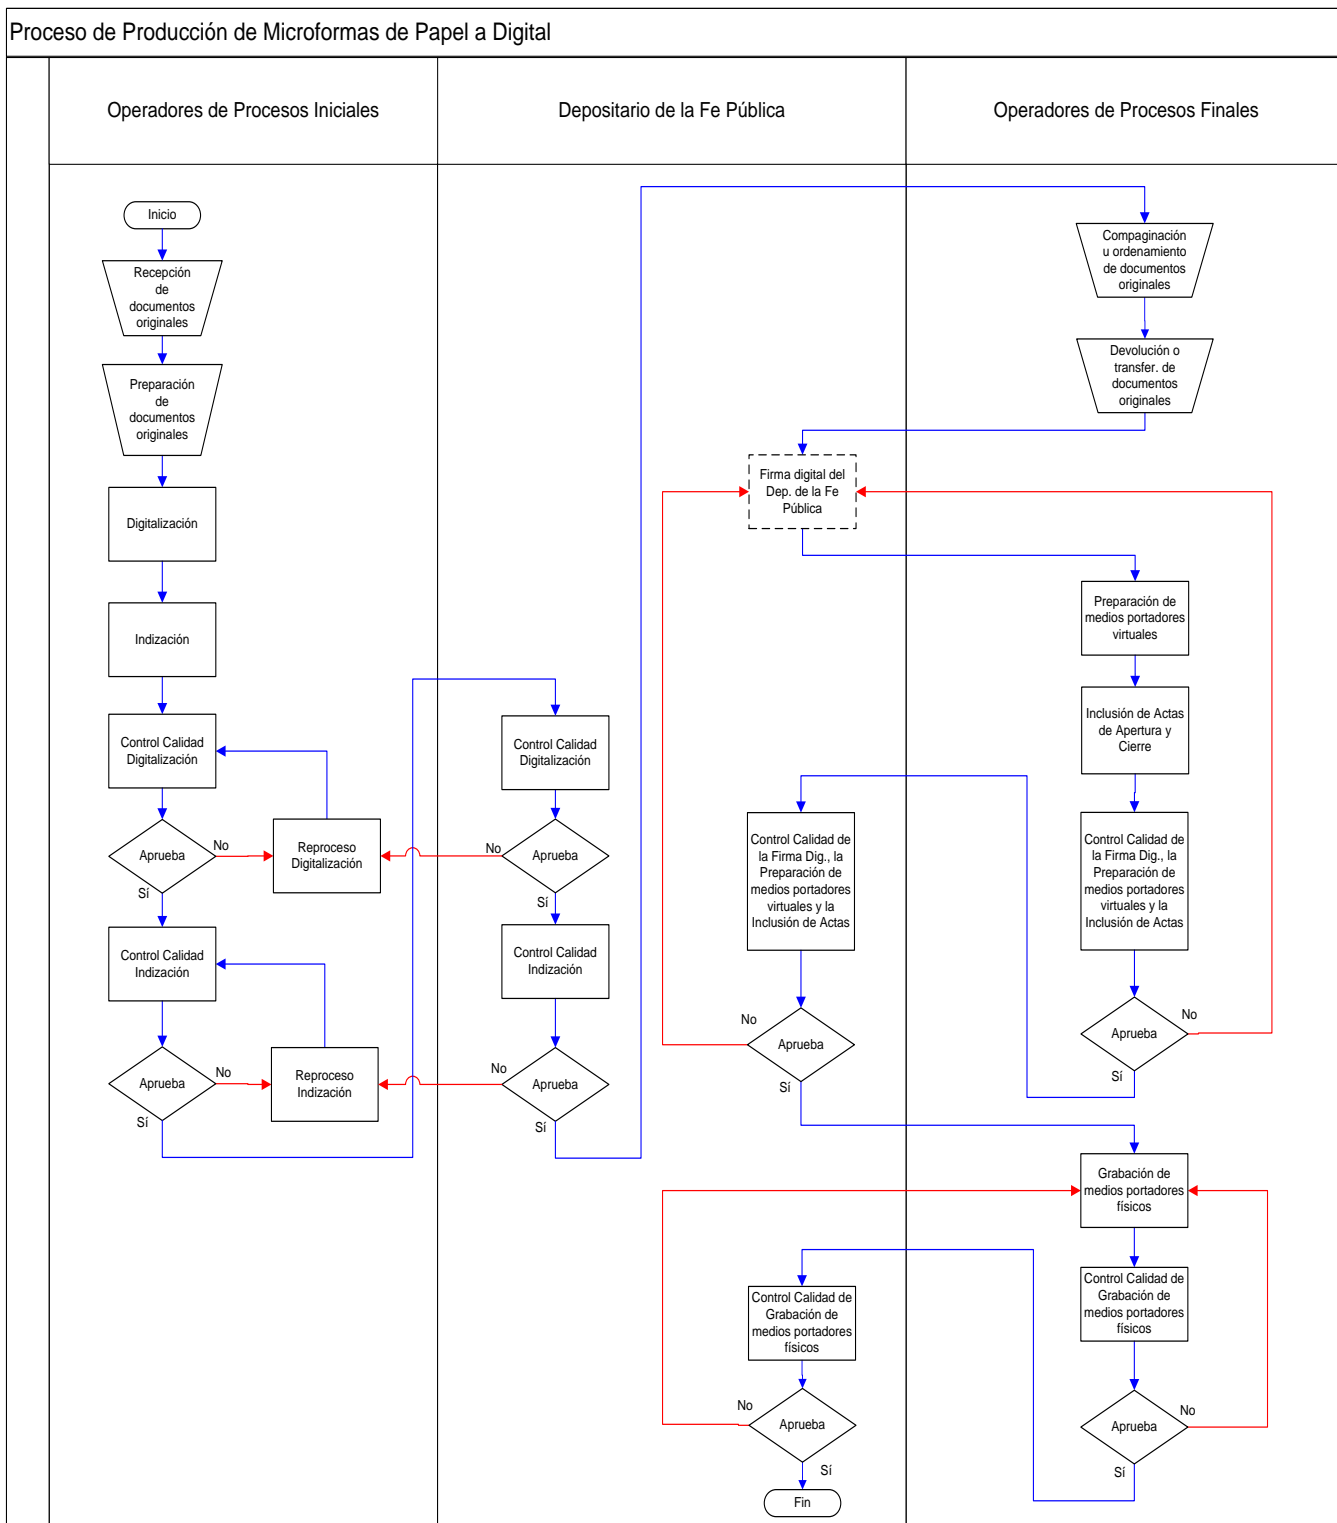 Proceso de Producción de Microformas de Papel a Digital
Operadores de Procesos Iniciales
Depositario de la Fe Pública
Operadores de Procesos Finales
Inicio
Recepción
de
documentos
originales
Preparación
de
documentos
originales
Digitalización
Indización
Control Calidad
Digitalización
Aprueba
No
Sí
Reproceso
Digitalización
Control Calidad
Indización
Aprueba
No
Sí
Reproceso
Indización
Control Calidad
Digitalización
No
Aprueba
Sí
Control Calidad
Indización
No
Aprueba
Sí
Compaginación
u ordenamiento
de documentos
originales
Devolución o
transfer. de
documentos
originales
Firma digital del
Dep. de la Fe
Pública
Preparación de
medios portadores
virtuales
Inclusión de Actas
de Apertura y
Cierre
Control Calidad de
la Firma Dig., la
Preparación de
medios portadores
virtuales y la
Inclusión de Actas
Aprueba
No
Sí
Control Calidad de
la Firma Dig., la
Preparación de
medios portadores
virtuales y la
Inclusión de Actas
No
Aprueba
Sí
Grabación de
medios portadores
físicos
Control Calidad de
Grabación de
medios portadores
físicos
Aprueba
No
Sí
Control Calidad de
Grabación de
medios portadores
físicos
No
Aprueba
Sí
Fin